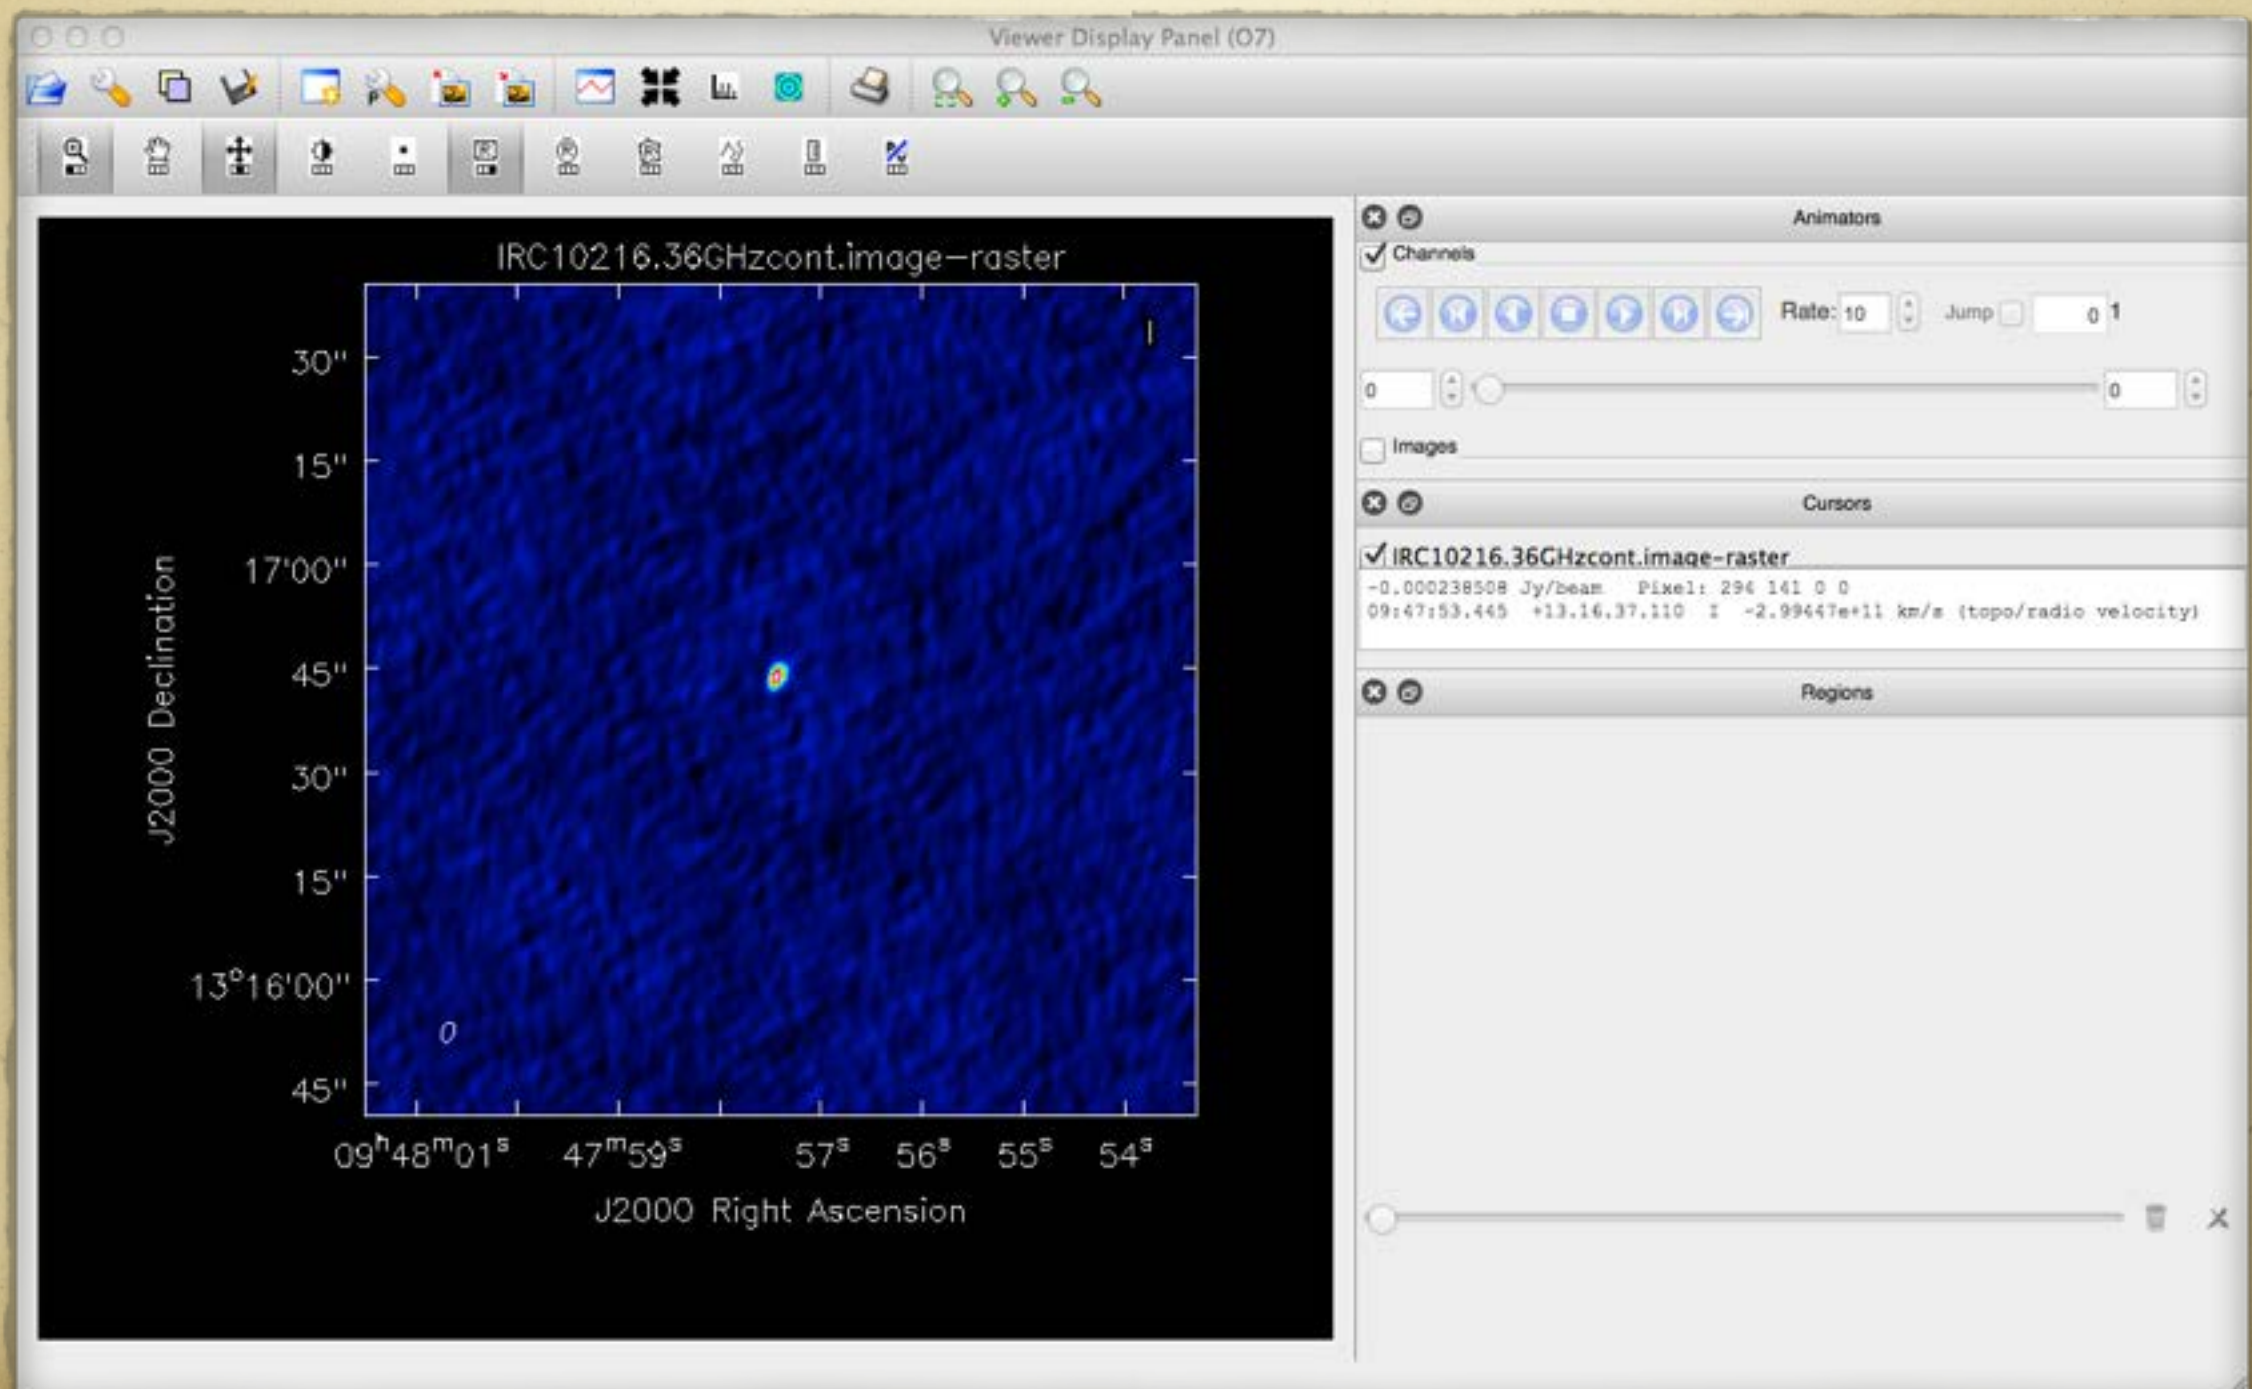 Viewer Display Panel (07)
Animators
Channels
Rate: 10 Jump 0 1
0 0
Images
Cursors
IRC10216.36GHzcont.image-raster
-0.000238508 Jy/beam Pixel: 294 141 0 0
09:47:53.445 +13.16.37.110 I -2.99447e+11 km/s (topo/radio velocity)
Regions
IRC10216.36GHzcont.image-raster
I
30"
15"
17'00"
45"
30"
15"
13°16'00"
45"
J2000 Declination
09h48m01s 47m59s 57s 56s 55s 54s
J2000 Right Ascension